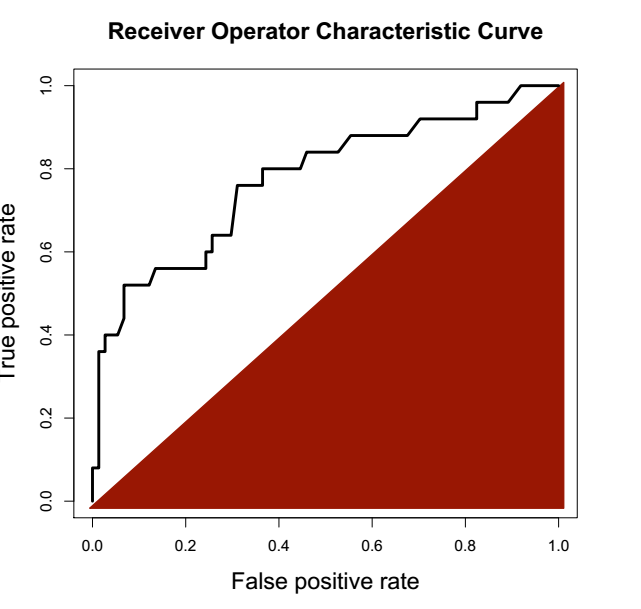 Receiver Operator Characteristic Curve
True positive rate
1.0
0.8
0.6
0.4
0.2
0.0
0.0 0.2 0.4 0.6 0.8 1.0
False positive rate